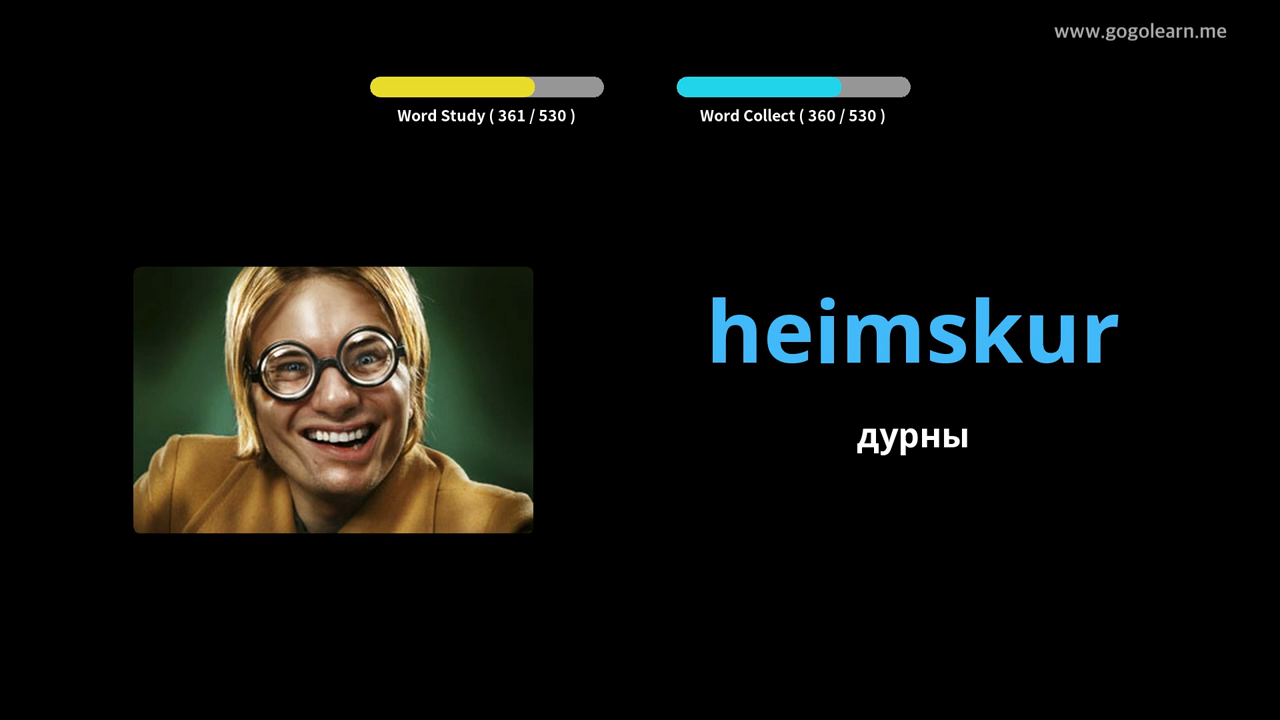 www.gogolearn.me
Word Study ( 361 / 530 )
Word Collect ( 360 / 530 )
heimskur
дурны